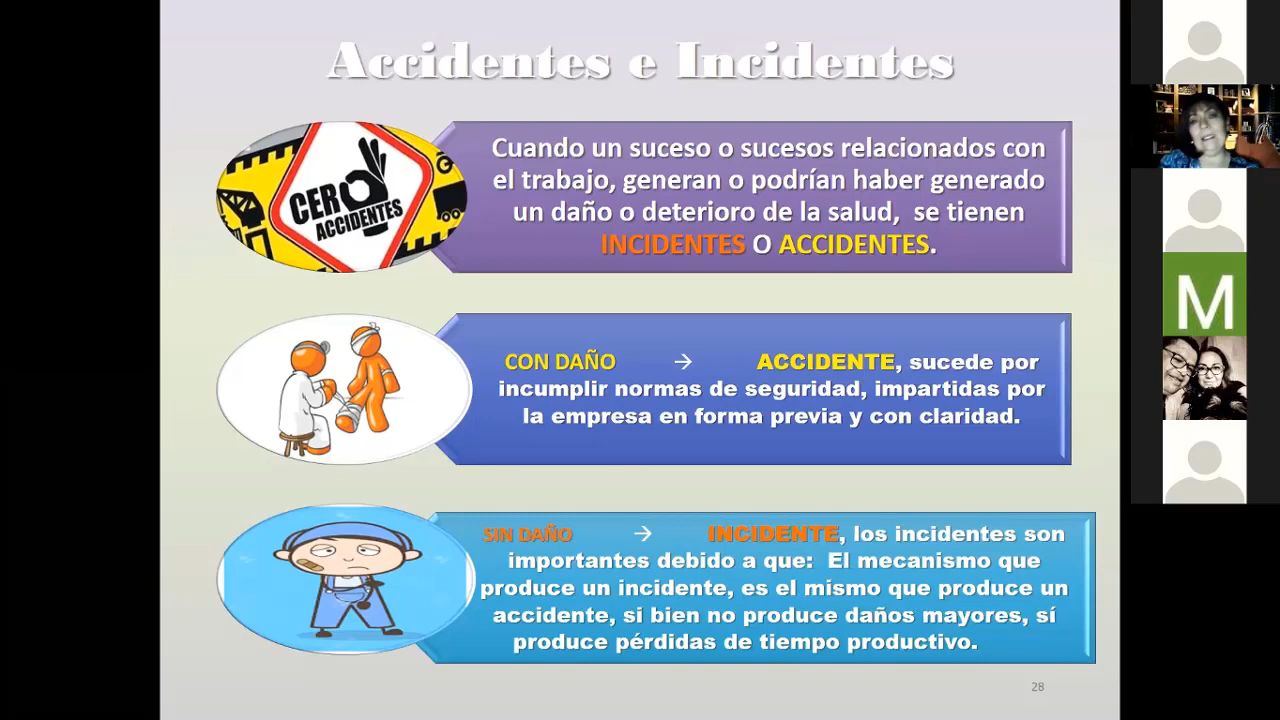 Accidentes e Incidentes
CERO
ACCIDENTES
Cuando un suceso o sucesos relacionados con
el trabajo, generan o podrían haber generado
un daño o deterioro de la salud, se tienen
INCIDENTES O ACCIDENTES.
CON DAÑO → ACCIDENTE, sucede por
incumplir normas de seguridad, impartidas por
la empresa en forma previa y con claridad.
SIN DAÑO → INCIDENTE, los incidentes son
importantes debido a que: El mecanismo que
produce un incidente, es el mismo que produce un
accidente, si bien no produce daños mayores, sí
produce pérdidas de tiempo productivo.
28
M